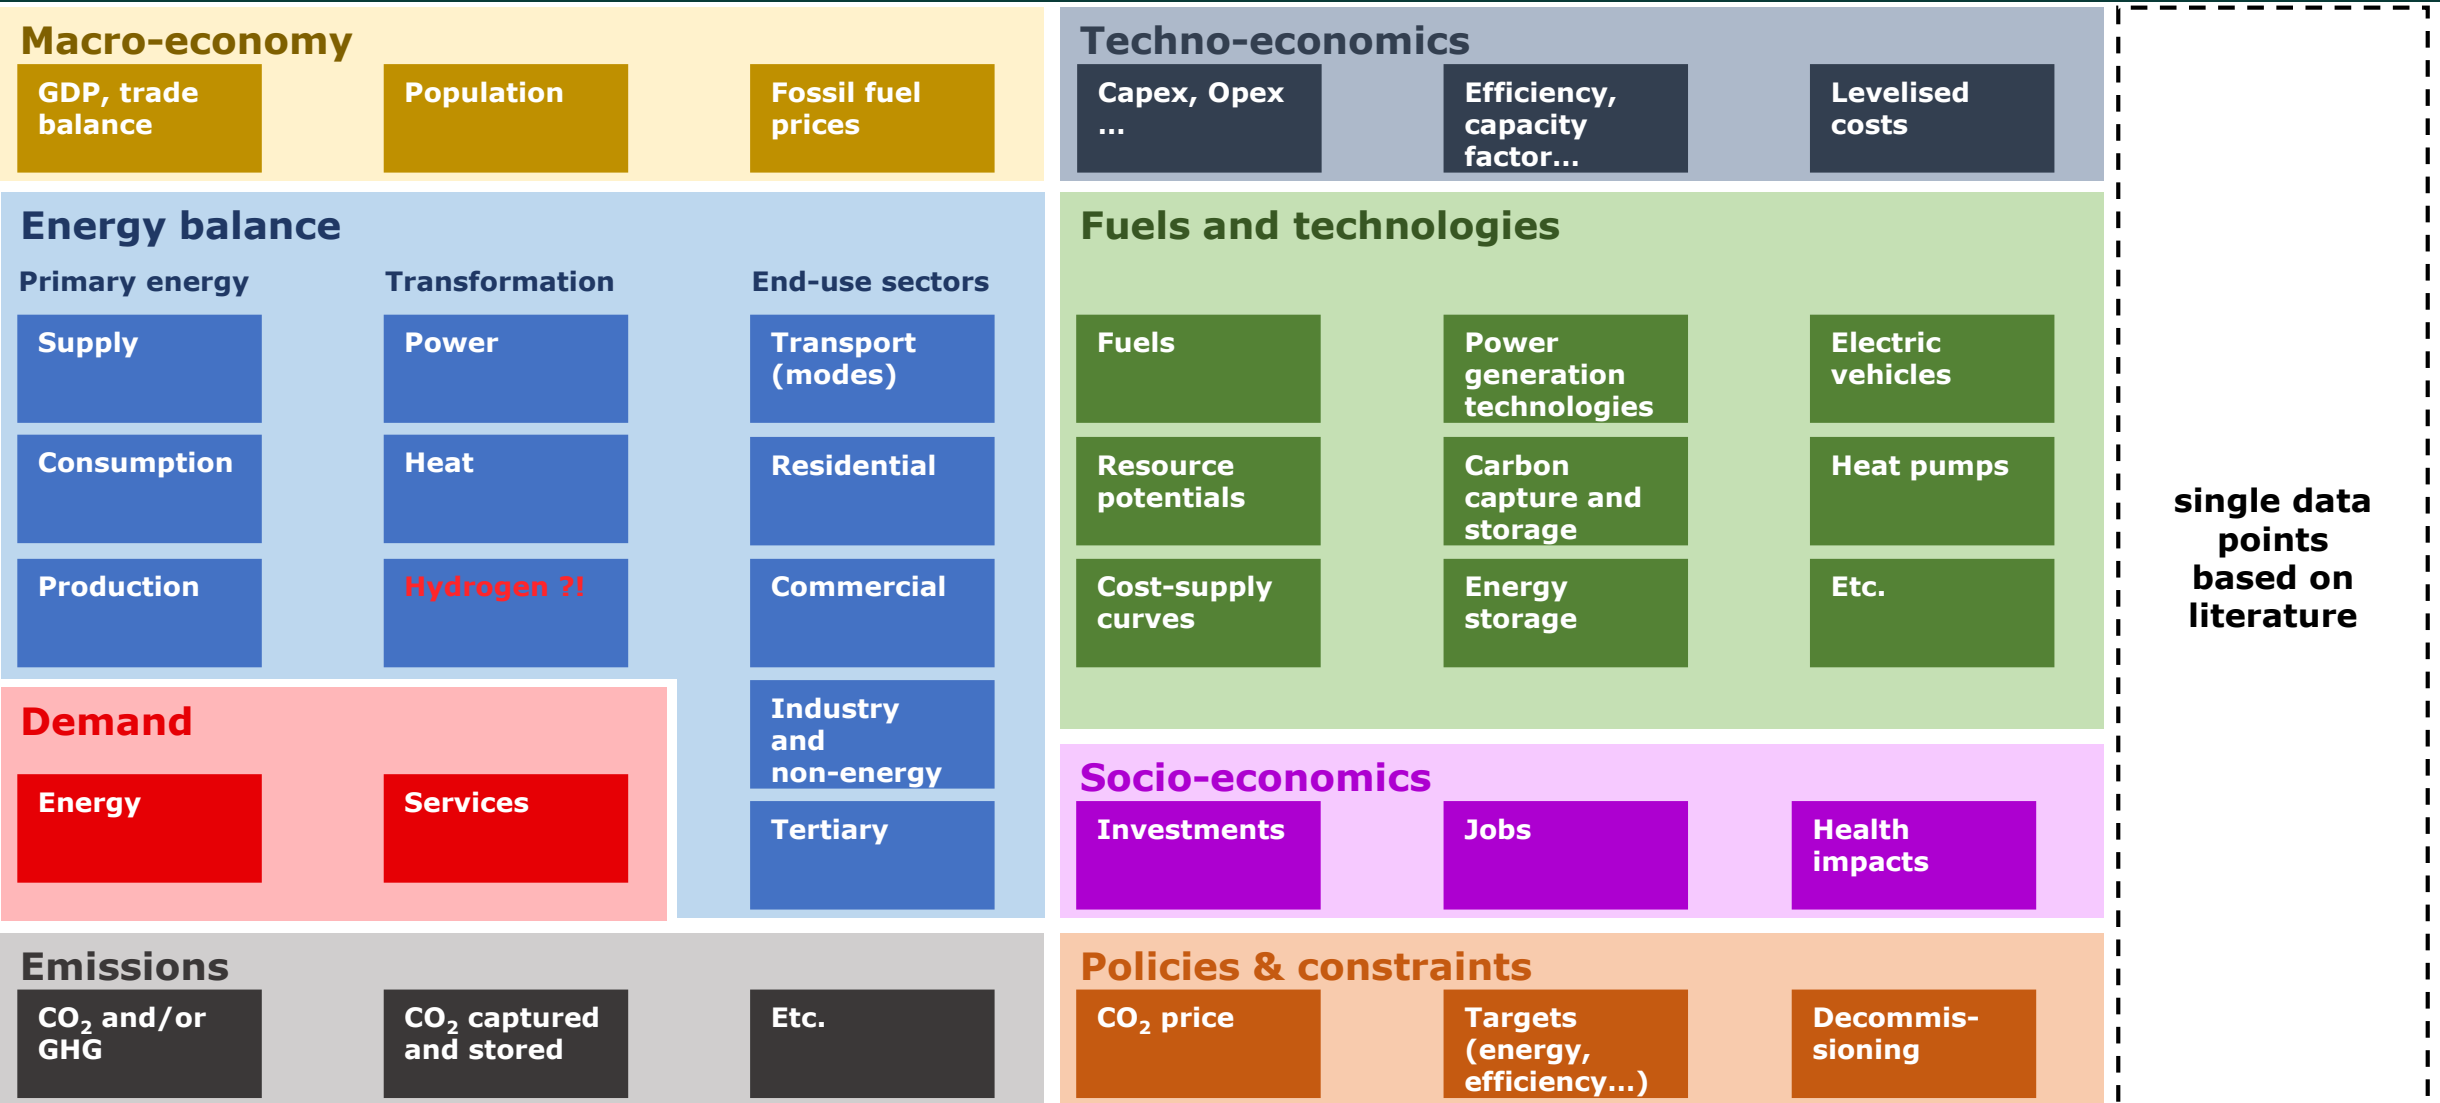 Macro-economy
GDP, trade
balance
Population
Fossil fuel
prices
Techno-economics
Capex, Opex
...
Efficiency,
capacity
factor...
Levelised
costs
Energy balance
Primary energy
Supply
Consumption
Production
Transformation
Power
Heat
Hydrogen ?!
End-use sectors
Transport
(modes)
Residential
Commercial
Industry
and
non-energy
Tertiary
Fuels and technologies
Fuels
Power
generation
technologies
Electric
vehicles
Resource
potentials
Carbon
capture and
storage
Heat pumps
Cost-supply
curves
Energy
storage
Etc.
Demand
Energy
Services
Socio-economics
Investments
Jobs
Health
impacts
Emissions
CO₂ and/or
GHG
CO₂ captured
and stored
Etc.
Policies & constraints
CO₂ price
Targets
(energy,
efficiency...)
Decommis-
sioning
single data
points
based on
literature